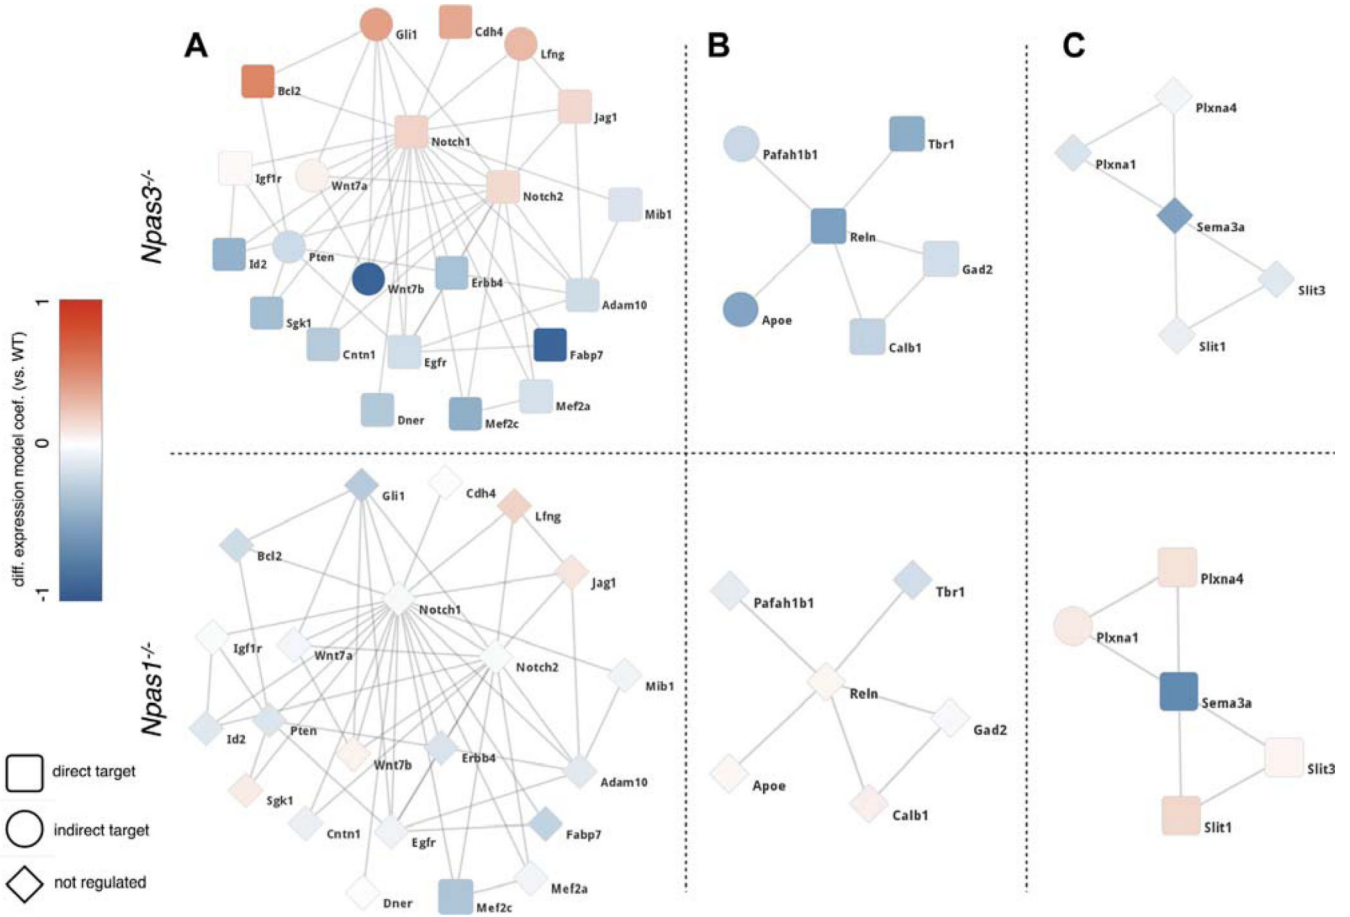 A
B
C
Gli1
Cdh4
Lfng
Bcl2
Jag1
Notch1
Igf1r
Wnt7a
Notch2
Mib1
Id2
Pten
Wnt7b
Erbb4
Adam10
Sgk1
Cntn1
Egfr
Fabp7
Dner
Mef2c
Mef2a
Pafah1b1
Tbr1
Reln
Gad2
Apoe
Calb1
Plxna4
Plxna1
Sema3a
Slit3
Slit1
Npas3-/-
1
0
-1
diff. expression model coef. (vs. WT)
Npas1-/-
Gli1
Cdh4
Lfng
Bcl2
Jag1
Notch1
Igf1r
Wnt7a
Notch2
Mib1
Id2
Pten
Wnt7b
Erbb4
Adam10
Sgk1
Cntn1
Egfr
Fabp7
Dner
Mef2c
Mef2a
Pafah1b1
Tbr1
Reln
Gad2
Apoe
Calb1
Plxna4
Plxna1
Sema3a
Slit3
Slit1
direct target
indirect target
not regulated